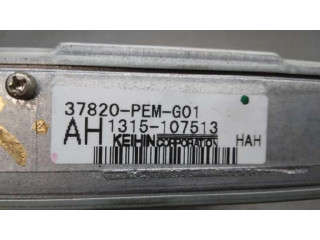 37820-PEM-G01
AH 1315-107513
KEIHIN CORPORATION HAH